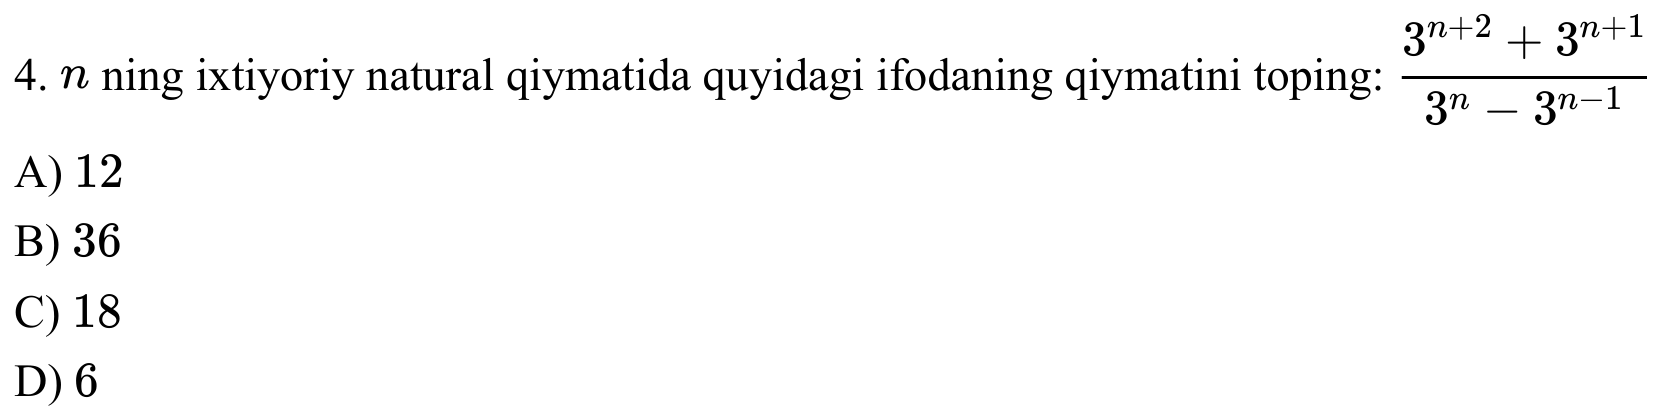 4. n ning ixtiyoriy natural qiymatida quyidagi ifodaning qiymatini toping: \frac{3^{n+2} + 3^{n+1}}{3^n - 3^{n-1}}
A) 12
B) 36
C) 18
D) 6